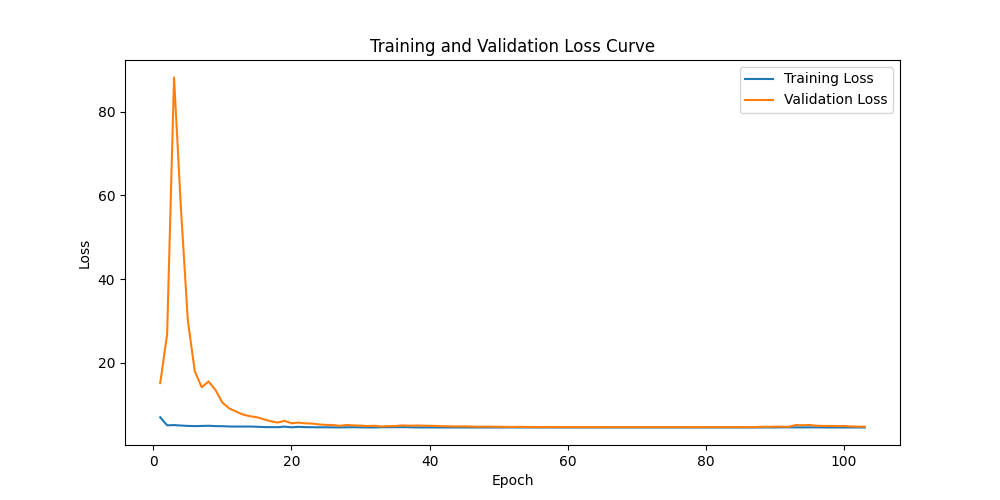 Training and Validation Loss Curve
Training Loss
Validation Loss
80
60
40
20
Loss
0 20 40 60 80 100
Epoch